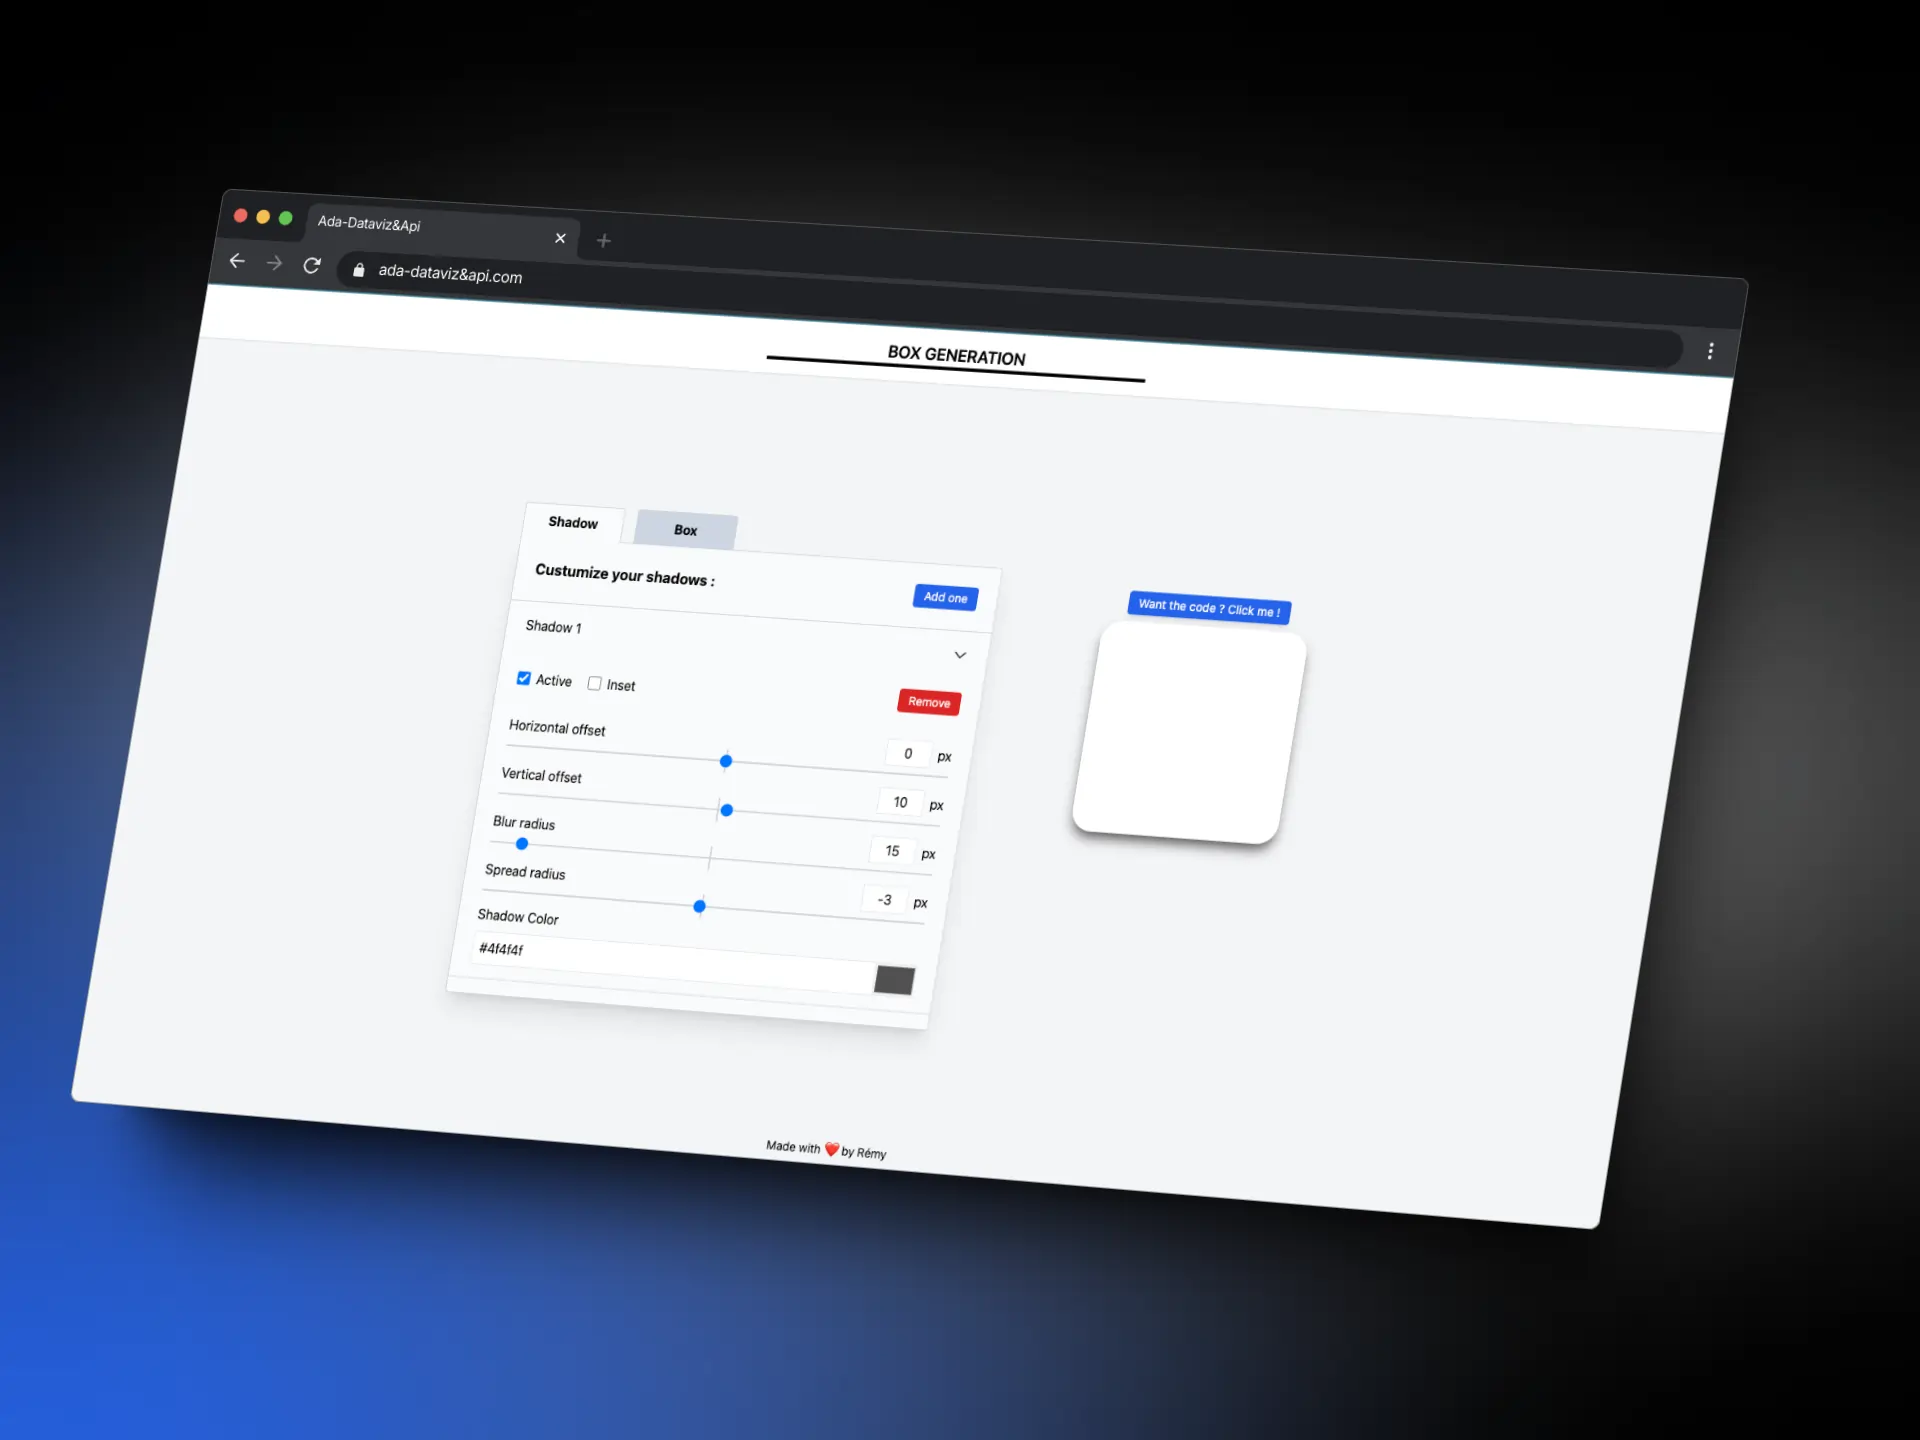 Ada-Dataviz&Api
ada-dataviz&api.com
BOX GENERATION
Shadow
Box
Custumize your shadows :
Add one
Shadow 1
Active
Inset
Remove
Horizontal offset
0 px
Vertical offset
10 px
Blur radius
15 px
Spread radius
-3 px
Shadow Color
#4f4f4f
Want the code ? Click me !
Made with ❤️ by Rémy